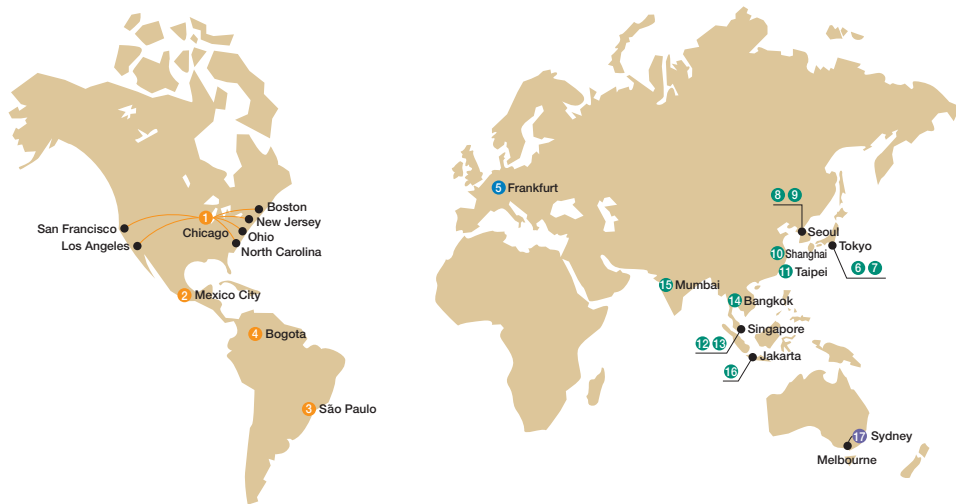 1
Boston
New Jersey
San Francisco
Chicago
Ohio
Los Angeles
North Carolina
2 Mexico City
4 Bogota
3 São Paulo
5 Frankfurt
8 9
Seoul
Tokyo
10 Shanghai
6 7
11 Taipei
15 Mumbai
14 Bangkok
Singapore
12 13
Jakarta
16
17 Sydney
Melbourne